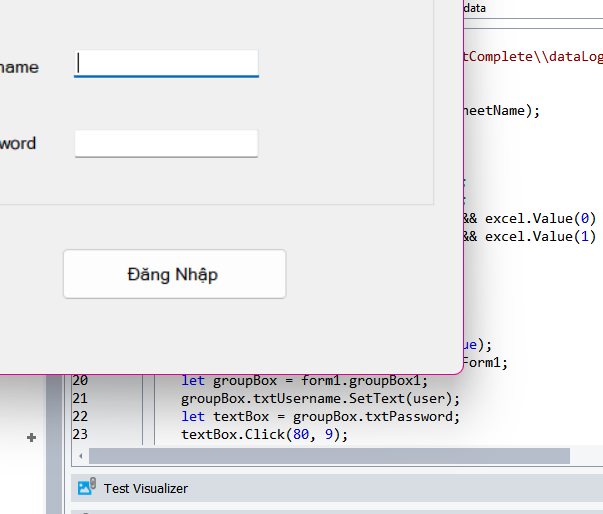 data
name
word
Đăng Nhập
tComplete\\dataLog
heetName);
;
;
&& excel.Value(0)
&& excel.Value(1)
ue);
Form1;
20 let groupBox = form1.groupBox1;
21 groupBox.txtUsername.SetText(user);
22 let textBox = groupBox.txtPassword;
23 textBox.Click(80, 9);
Test Visualizer